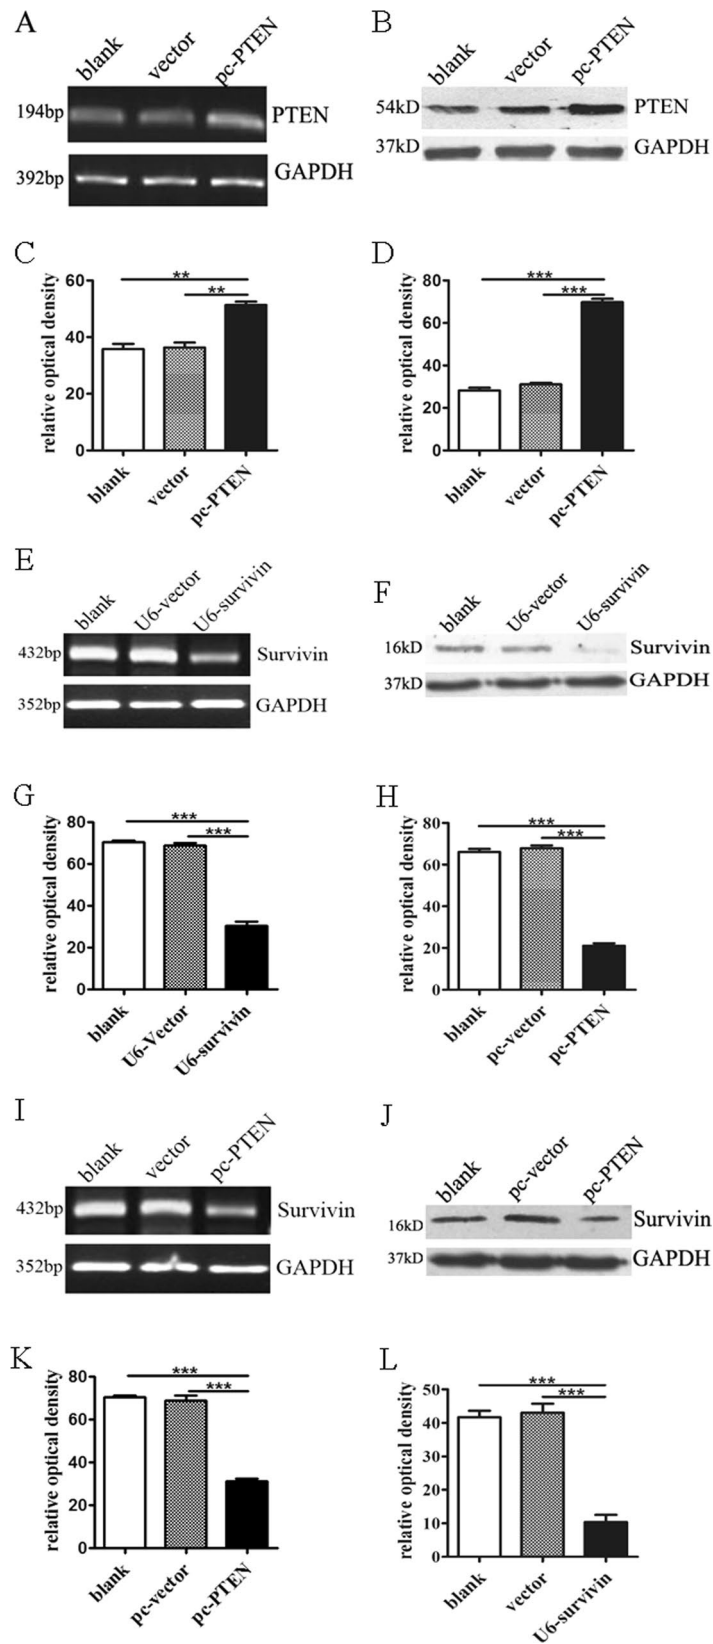 A
blank
vector
pc-PTEN
194bp
PTEN
392bp
GAPDH
B
blank
vector
pc-PTEN
54kD
PTEN
37kD
GAPDH
C
relative optical density
60
40
20
0
**
**
blank
vector
pc-PTEN
D
relative optical density
80
60
40
20
0
***
***
blank
vector
pc-PTEN
E
blank
U6-vector
U6-survivin
432bp
Survivin
352bp
GAPDH
F
blank
U6-vector
U6-survivin
16kD
Survivin
37kD
GAPDH
G
relative optical density
80
60
40
20
0
***
***
blank
U6-Vector
U6-survivin
H
relative optical density
80
60
40
20
0
***
***
blank
pc-vector
pc-PTEN
I
blank
vector
pc-PTEN
432bp
Survivin
352bp
GAPDH
J
blank
pc-vector
pc-PTEN
16kD
Survivin
37kD
GAPDH
K
relative optical density
80
60
40
20
0
***
***
blank
pc-vector
pc-PTEN
L
relative optical density
50
40
30
20
10
0
***
***
blank
vector
U6-survivin